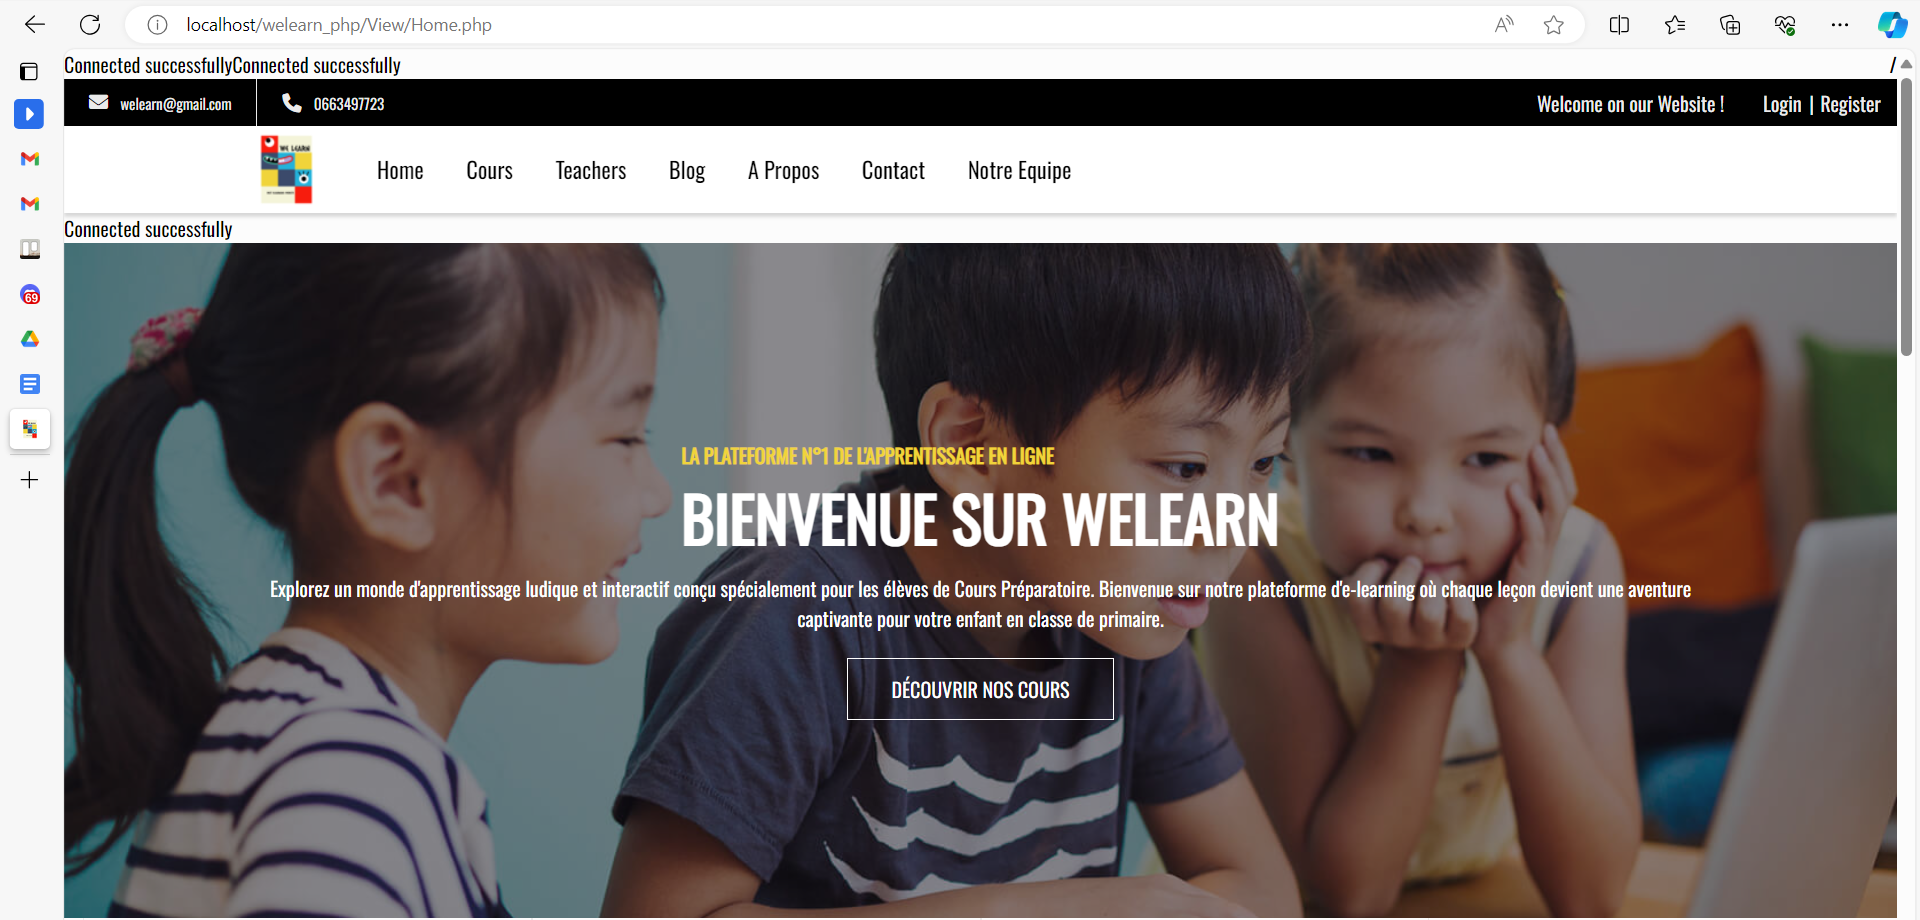 localhost/welearn_php/View/Home.php
Connected successfullyConnected successfully /
welearn@gmail.com 0663497723 Welcome on our Website ! Login | Register
WE LEARN
Home Cours Teachers Blog A Propos Contact Notre Equipe
Connected successfully
69
LA PLATEFORME N°1 DE L'APPRENTISSAGE EN LIGNE
BIENVENUE SUR WELEARN
Explorez un monde d'apprentissage ludique et interactif conçu spécialement pour les élèves de Cours Préparatoire. Bienvenue sur notre plateforme d'e-learning où chaque leçon devient une aventure
captivante pour votre enfant en classe de primaire.
DÉCOUVRIR NOS COURS